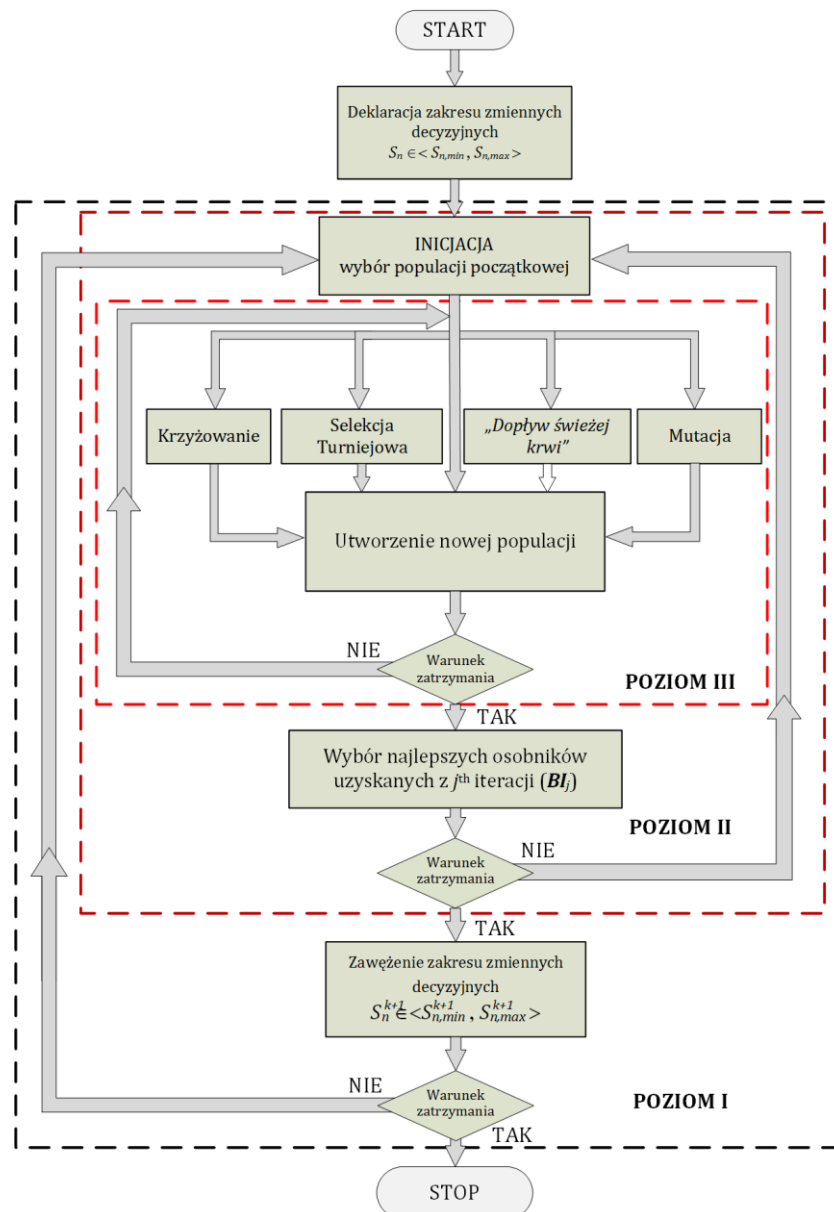 START
Deklaracja zakresu zmiennych
decyzyjnych
Sₙ ∈< Sₙ,ₘᵢₙ , Sₙ,ₘₐₓ >
INICJACJA
wybór populacji początkowej
Krzyżowanie
Selekcja
Turniejowa
„Dopływ świeżej
krwi”
Mutacja
Utworzenie nowej populacji
NIE
Warunek
zatrzymania
POZIOM III
TAK
Wybór najlepszych osobników
uzyskanych z jᵗʰ iteracji (BIⱼ)
POZIOM II
NIE
Warunek
zatrzymania
TAK
Zawężenie zakresu zmiennych
decyzyjnych
Sₙᵏ⁺¹ ∈<Sₙ,ₘᵢₙᵏ⁺¹ , Sₙ,ₘₐₓᵏ⁺¹ >
NIE
Warunek
zatrzymania
POZIOM I
TAK
STOP